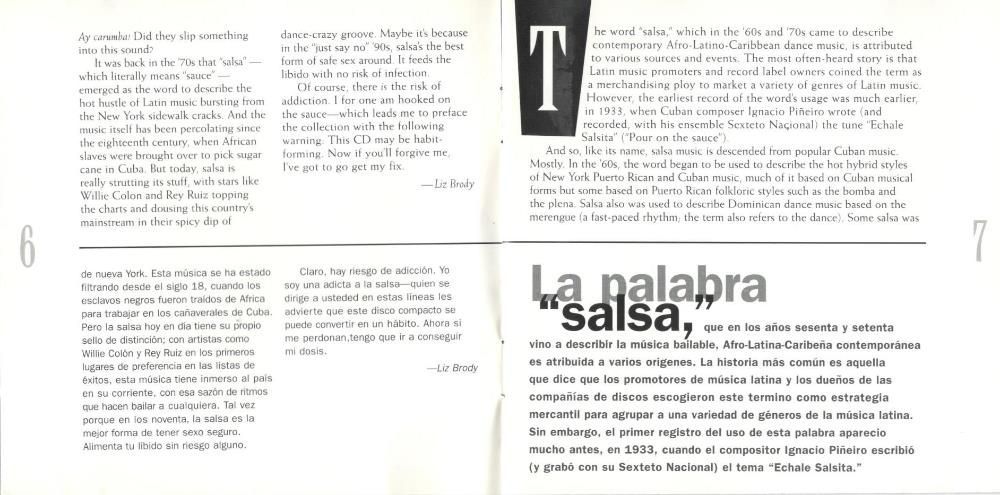 Ay carumba! Did they slip something
into this sound?
It was back in the '70s that "salsa" —
which literally means "sauce" —
emerged as the word to describe the
hot hustle of Latin music bursting from
the New York sidewalk cracks. And the
music itself has been percolating since
the eighteenth century, when African
slaves were brought over to pick sugar
cane in Cuba. But today, salsa is
really strutting its stuff, with stars like
Willie Colon and Rey Ruiz topping
the charts and dousing this country's
mainstream in their spicy dip of
dance-crazy groove. Maybe it's because
in the "just say no" '90s, salsa's the best
form of safe sex around. It feeds the
libido with no risk of infection.
Of course, there is the risk of
addiction. I for one am hooked on
the sauce—which leads me to preface
the collection with the following
warning: This CD may be habit-
forming. Now if you'll forgive me,
I've got to go get my fix.
—Liz Brody
6
de nueva York. Esta música se ha estado
filtrando desde el siglo 18, cuando los
esclavos negros fueron traídos de Africa
para trabajar en los cañaverales de Cuba.
Pero la salsa hoy en dia tiene su propio
sello de distinción; con artistas como
Willie Colón y Rey Ruiz en los primeros
lugares de preferencia en las listas de
éxitos, esta música tiene inmerso al país
en su corriente, con esa sazón de ritmos
que hacen bailar a cualquiera. Tal vez
porque en los noventa, la salsa es la
mejor forma de tener sexo seguro.
Alimenta tu líbido sin riesgo alguno.
Claro, hay riesgo de adicción. Yo
soy una adicta a la salsa—quien se
dirige a usteded en estas líneas les
advierte que este disco compacto se
puede convertir en un hábito. Ahora si
me perdonan,tengo que ir a conseguir
mi dosis.
—Liz Brody
The word "salsa," which in the '60s and '70s came to describe
contemporary Afro-Latino-Caribbean dance music, is attributed
to various sources and events. The most often-heard story is that
Latin music promoters and record label owners coined the term as
a merchandising ploy to market a variety of genres of Latin music.
However, the earliest record of the word's usage was much earlier,
in 1933, when Cuban composer Ignacio Piñeiro wrote (and
recorded, with his ensemble Sexteto Nacional) the tune "Echale
Salsita" ("Pour on the sauce").
And so, like its name, salsa music is descended from popular Cuban music.
Mostly. In the '60s, the word began to be used to describe the hot hybrid styles
of New York Puerto Rican and Cuban music, much of it based on Cuban musical
forms but some based on Puerto Rican folkloric styles such as the bomba and
the plena. Salsa also was used to describe Dominican dance music based on the
merengue (a fast-paced rhythm; the term also refers to the dance). Some salsa was
7
La palabra
"salsa," que en los años sesenta y setenta
vino a describir la música bailable, Afro-Latina-Caribeña contemporánea
es atribuida a varios origenes. La historia más común es aquella
que dice que los promotores de música latina y los dueños de las
compañías de discos escogieron este termino como estrategia
mercantil para agrupar a una variedad de géneros de la música latina.
Sin embargo, el primer registro del uso de esta palabra aparecio
mucho antes, en 1933, cuando el compositor Ignacio Piñeiro escribió
(y grabó con su Sexteto Nacional) el tema "Echale Salsita."